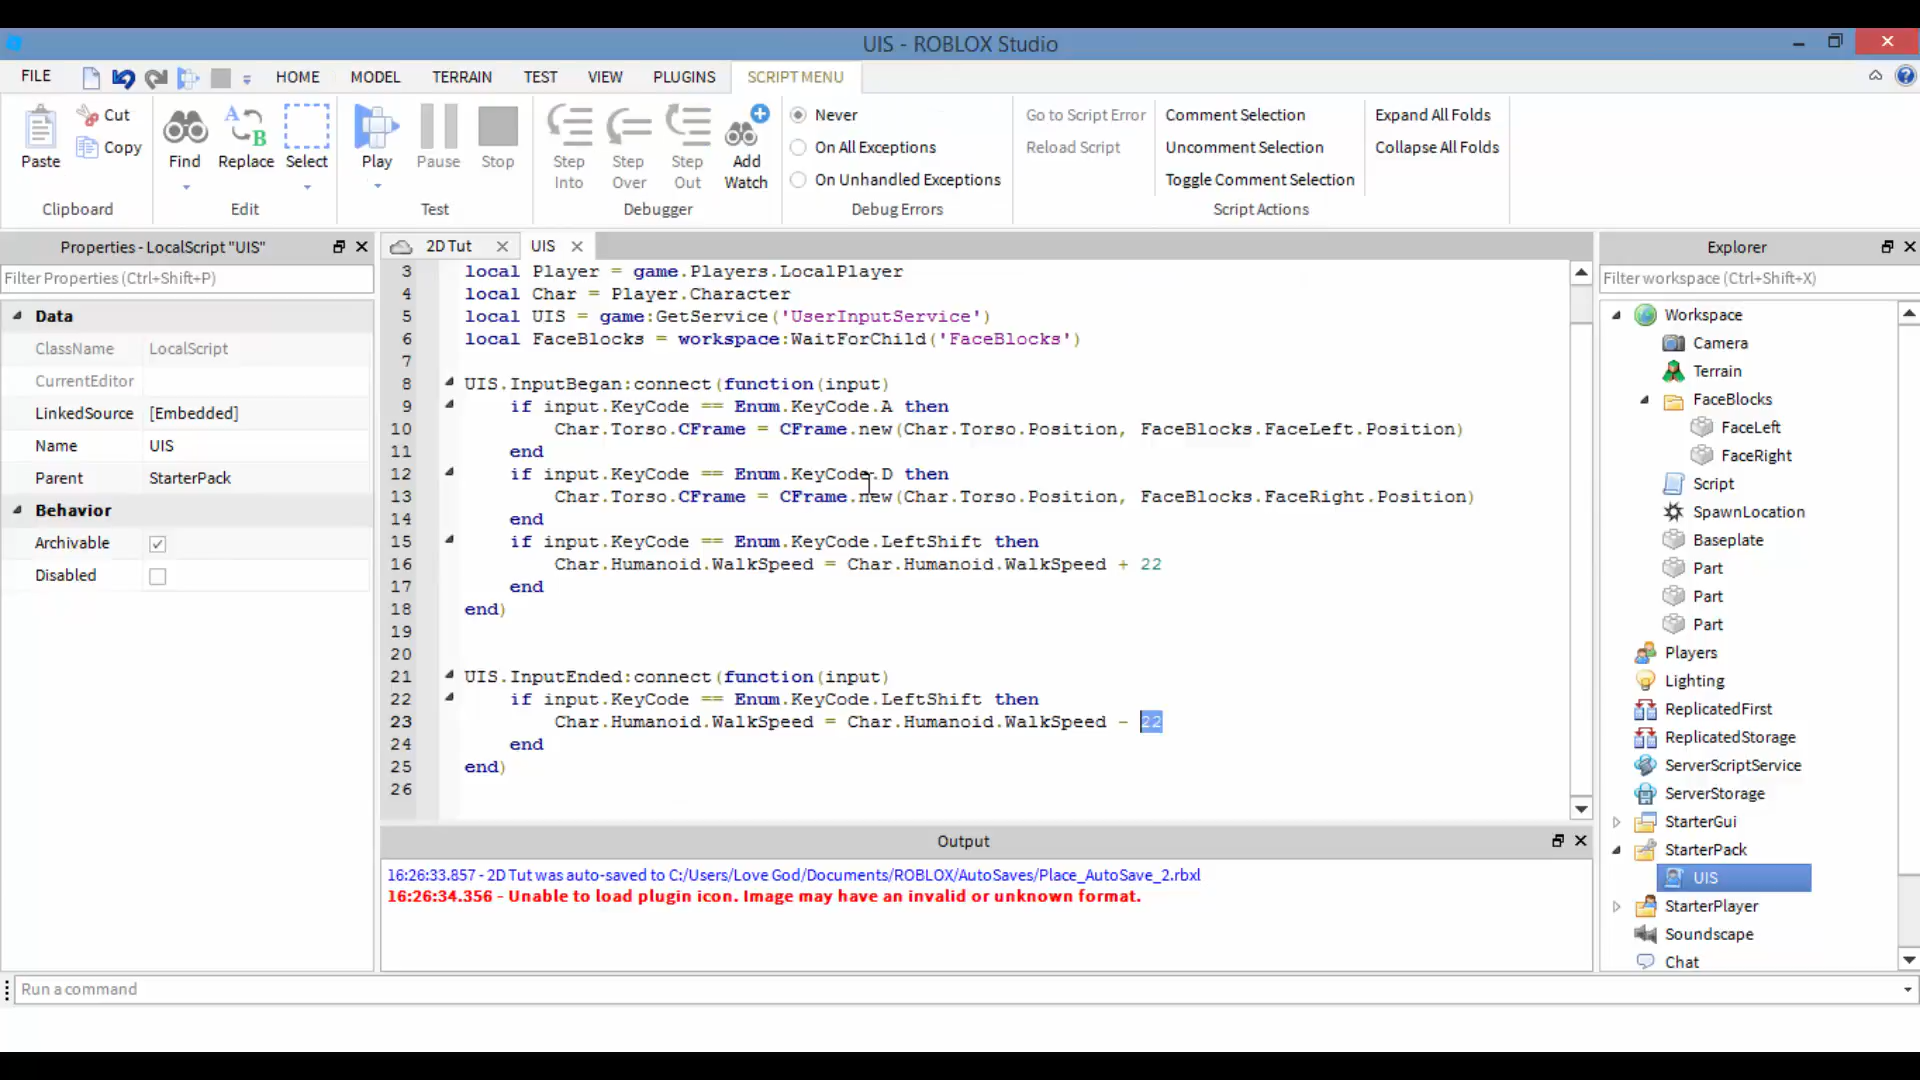 UIS - ROBLOX Studio
FILE
HOME
MODEL
TERRAIN
TEST
VIEW
PLUGINS
SCRIPT MENU
Paste
Cut
Copy
Clipboard
Find
A
B
Replace
Select
Edit
Play
Pause
Stop
Test
Step Into
Step Over
Step Out
Add Watch
Debugger
Never
On All Exceptions
On Unhandled Exceptions
Debug Errors
Go to Script Error
Reload Script
Comment Selection
Uncomment Selection
Toggle Comment Selection
Expand All Folds
Collapse All Folds
Script Actions
Properties - LocalScript "UIS"
Filter Properties (Ctrl+Shift+P)
Data
ClassName LocalScript
CurrentEditor
LinkedSource [Embedded]
Name UIS
Parent StarterPack
Behavior
Archivable
Disabled
2D Tut
UIS
3 local Player = game.Players.LocalPlayer
4 local Char = Player.Character
5 local UIS = game:GetService('UserInputService')
6 local FaceBlocks = workspace:WaitForChild('FaceBlocks')
7
8 UIS.InputBegan:connect(function(input)
9 if input.KeyCode == Enum.KeyCode.A then
10 Char.Torso.CFrame = CFrame.new(Char.Torso.Position, FaceBlocks.FaceLeft.Position)
11 end
12 if input.KeyCode == Enum.KeyCode.D then
13 Char.Torso.CFrame = CFrame.new(Char.Torso.Position, FaceBlocks.FaceRight.Position)
14 end
15 if input.KeyCode == Enum.KeyCode.LeftShift then
16 Char.Humanoid.WalkSpeed = Char.Humanoid.WalkSpeed + 22
17 end
18 end)
19
20
21 UIS.InputEnded:connect(function(input)
22 if input.KeyCode == Enum.KeyCode.LeftShift then
23 Char.Humanoid.WalkSpeed = Char.Humanoid.WalkSpeed - 22
24 end
25 end)
26
Output
16:26:33.857 - 2D Tut was auto-saved to C:/Users/Love God/Documents/ROBLOX/AutoSaves/Place_AutoSave_2.rbxl
16:26:34.356 - Unable to load plugin icon. Image may have an invalid or unknown format.
Explorer
Filter workspace (Ctrl+Shift+X)
Workspace
Camera
Terrain
FaceBlocks
FaceLeft
FaceRight
Script
SpawnLocation
Baseplate
Part
Part
Part
Players
Lighting
ReplicatedFirst
ReplicatedStorage
ServerScriptService
ServerStorage
StarterGui
StarterPack
UIS
StarterPlayer
Soundscape
Chat
Run a command